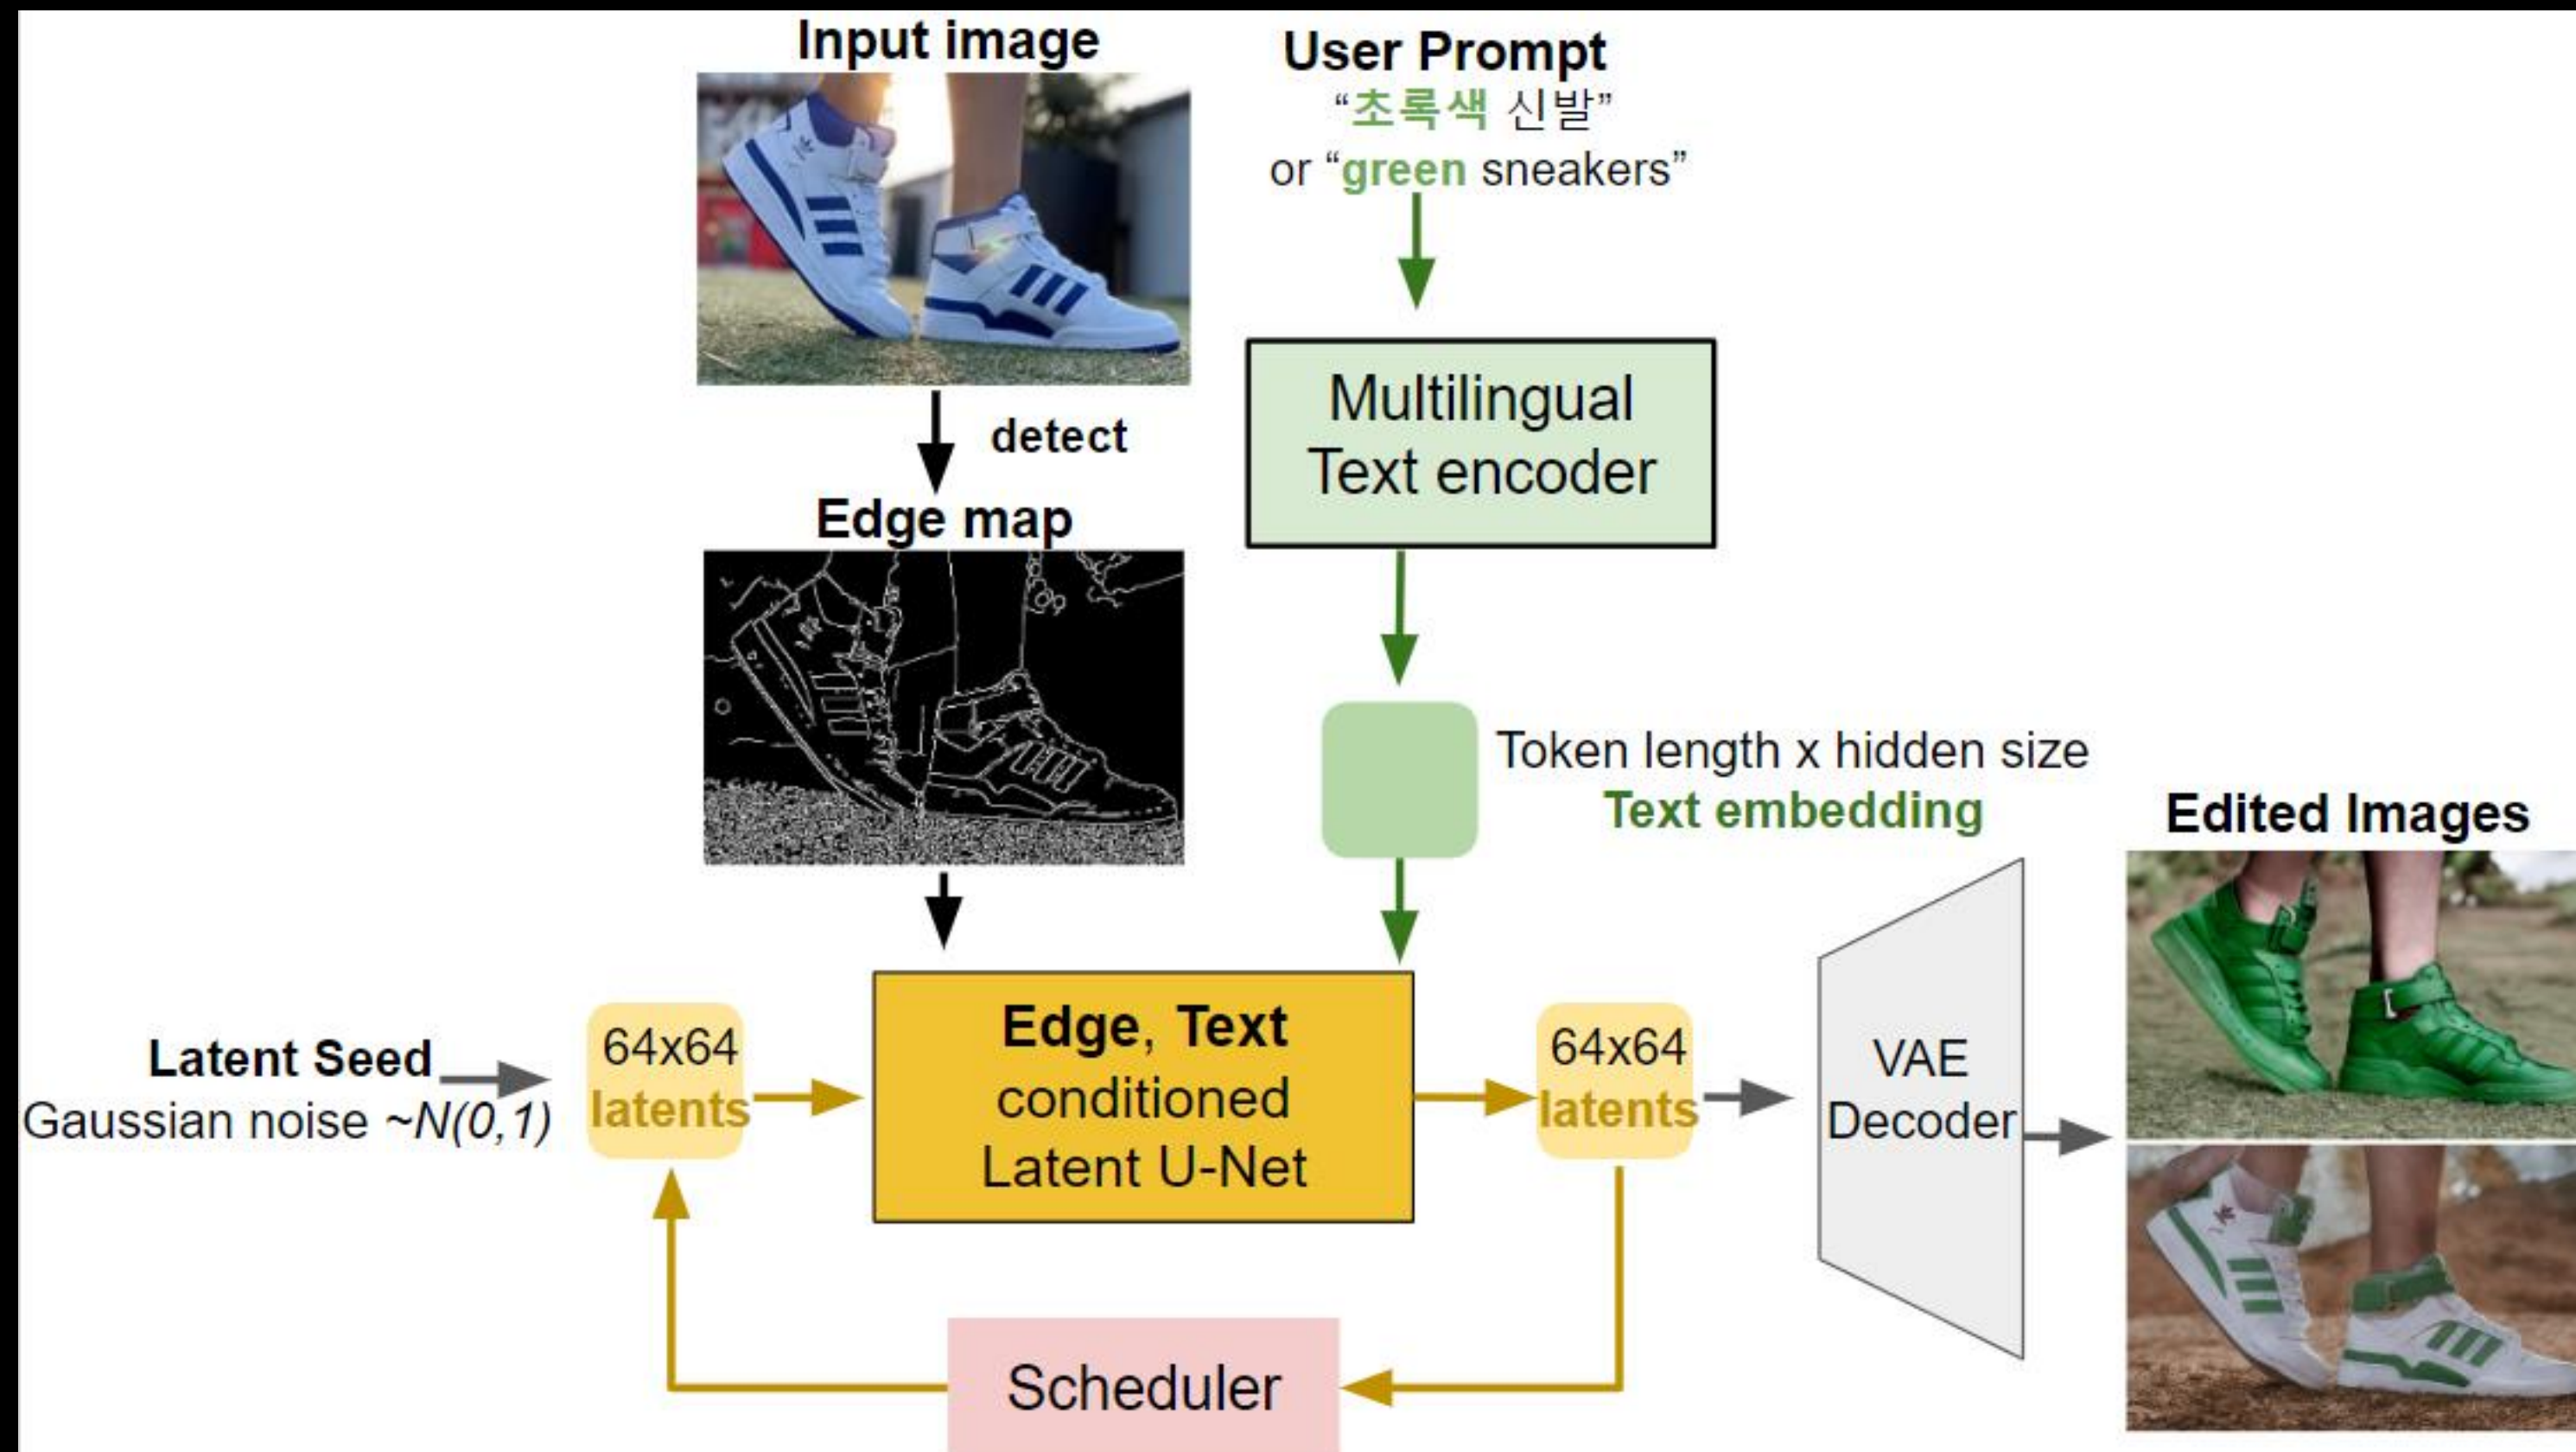 Input image
User Prompt
“초록색 신발”
or “green sneakers”
detect
Multilingual
Text encoder
Edge map
Token length x hidden size
Text embedding
Edited Images
Latent Seed
Gaussian noise ~N(0,1)
64x64
latents
Edge, Text
conditioned
Latent U-Net
64x64
latents
VAE
Decoder
Scheduler